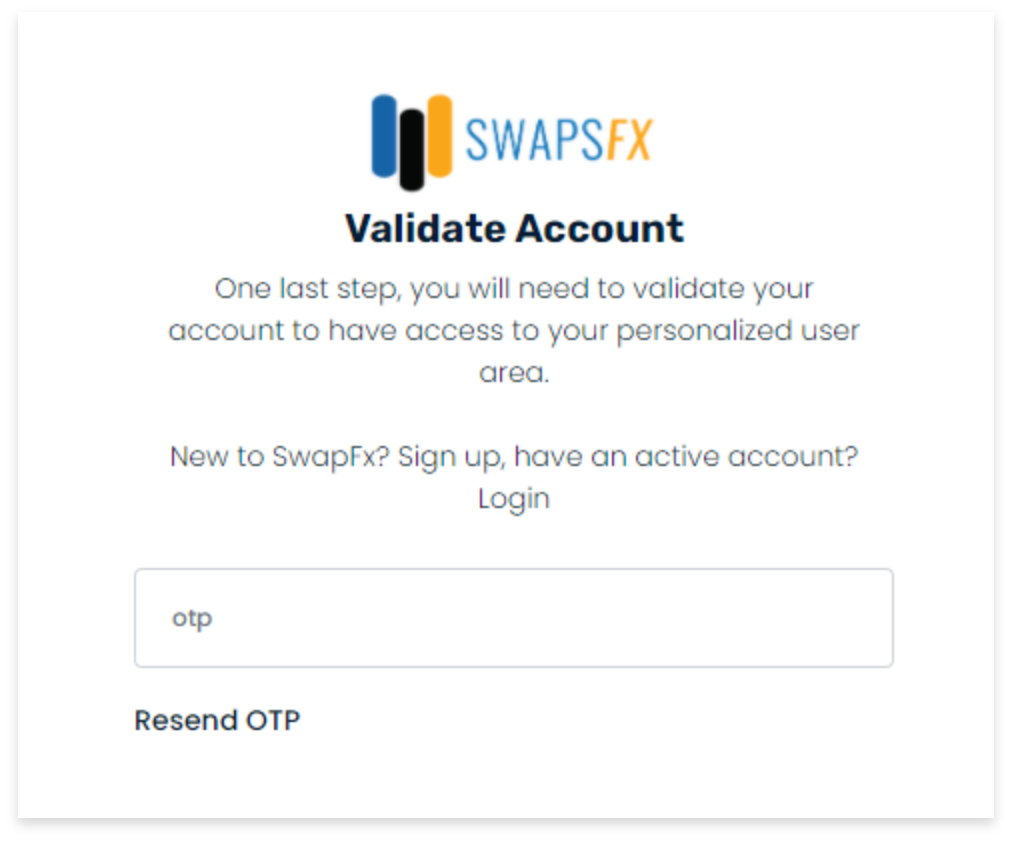 SWAPSFX
Validate Account
One last step, you will need to validate your
account to have access to your personalized user
area.
New to SwapFx? Sign up, have an active account?
Login
otp
Resend OTP